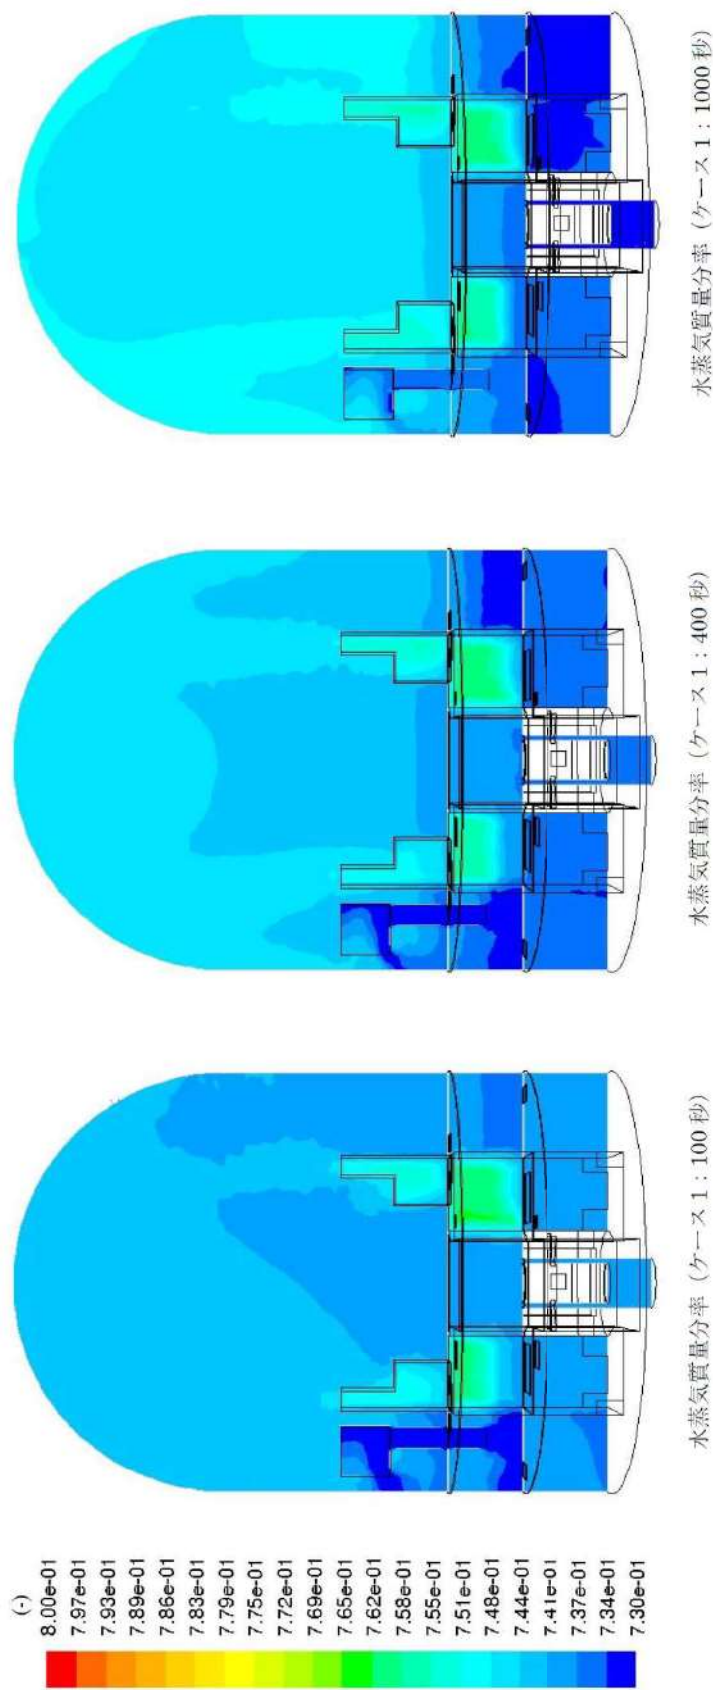 (-)
8.00e-01
7.97e-01
7.93e-01
7.89e-01
7.86e-01
7.83e-01
7.79e-01
7.75e-01
7.72e-01
7.69e-01
7.65e-01
7.62e-01
7.58e-01
7.55e-01
7.51e-01
7.48e-01
7.44e-01
7.41e-01
7.37e-01
7.34e-01
7.30e-01
水蒸気質量分率 (ケース1:100秒)
水蒸気質量分率 (ケース1:400秒)
水蒸気質量分率 (ケース1:1000秒)